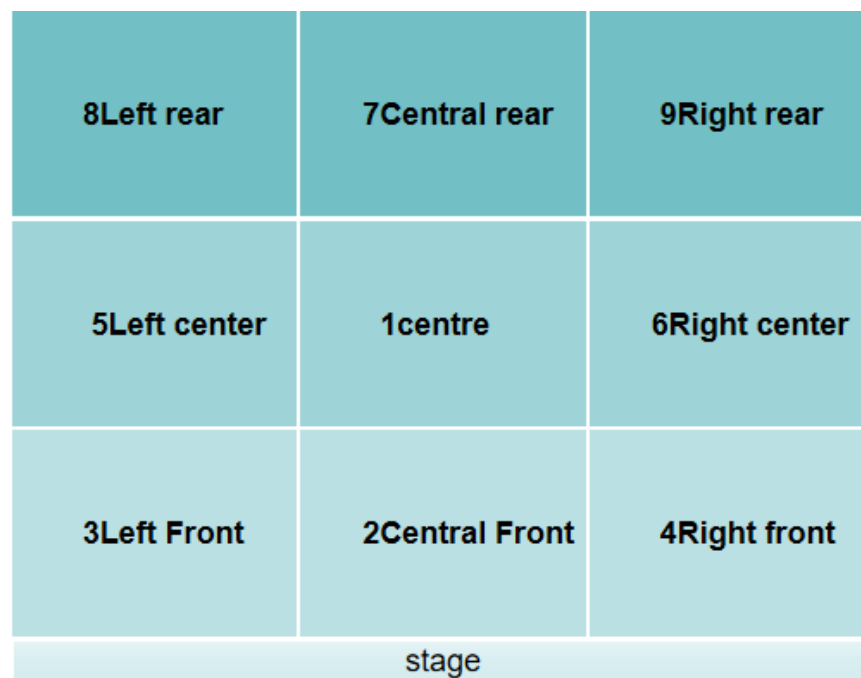 8Left rear
7Central rear
9Right rear
5Left center
1centre
6Right center
3Left Front
2Central Front
4Right front
stage